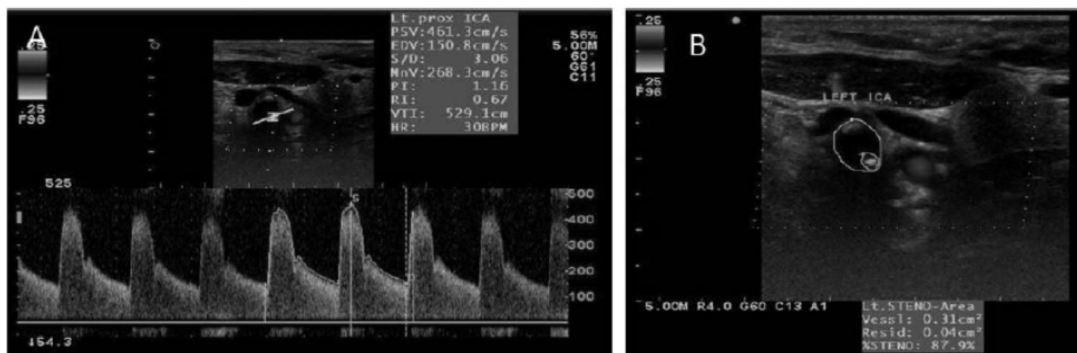 A
.25
.25
F96
Lt.prox ICA
PSV:461.3cm/s
EDV:150.8cm/s
S/D: 3.06
MnV:268.3cm/s
PI: 1.16
RI: 0.67
VTI: 529.1cm
HR: 30BPM
56%
5.00M
60°
G61
C11
525
500
400
300
200
100
S
D
B
.25
.25
F96
LEFT ICA
5.00M R4.0 G60 C13 A1
Lt.STENO-Area
Vessl: 0.31cm²
Resid: 0.04cm²
%STENO: 87.9%